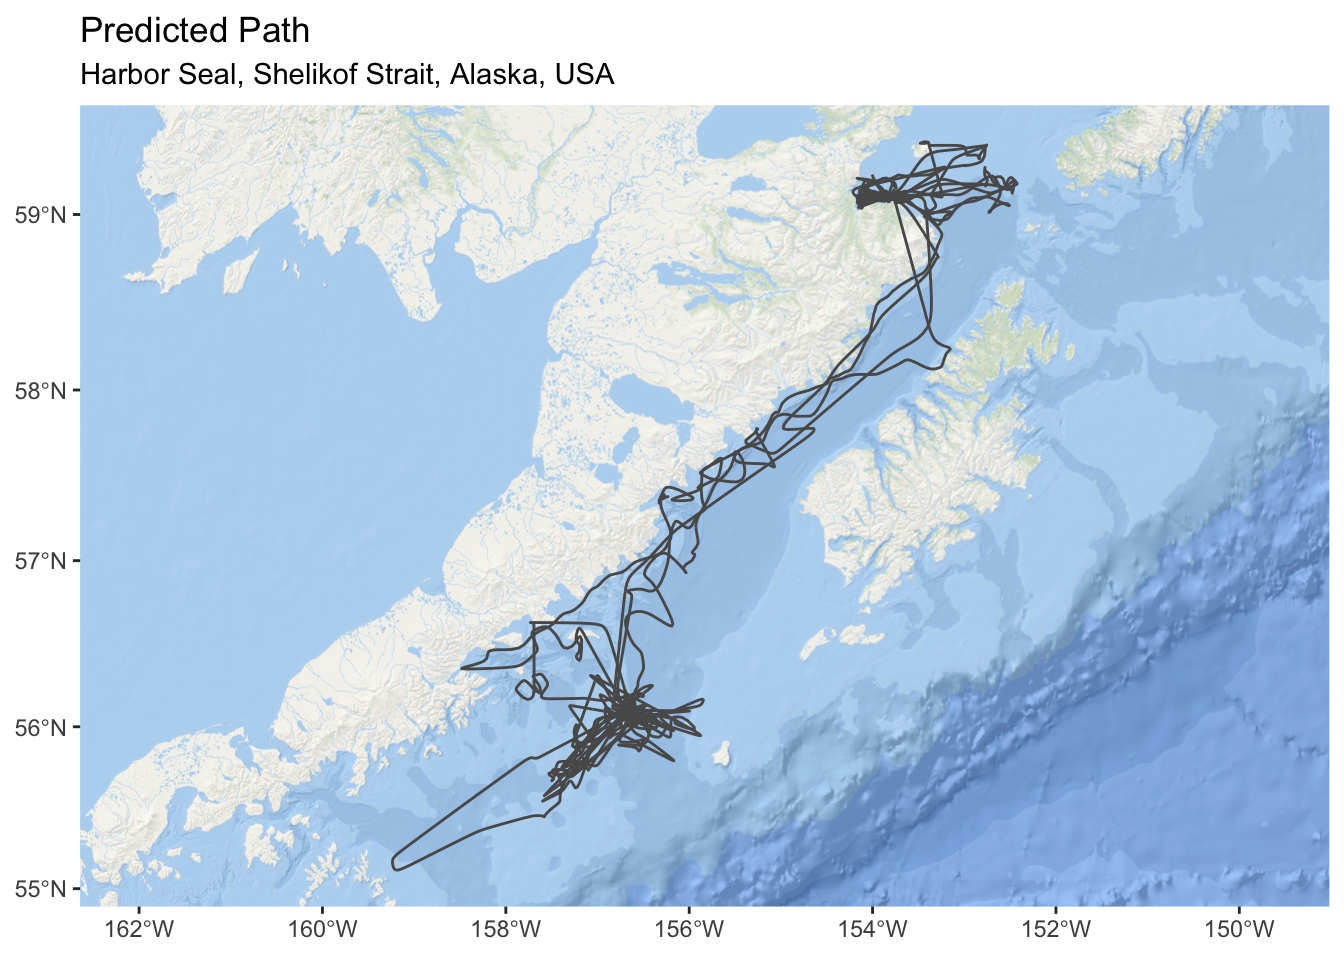 Predicted Path
Harbor Seal, Shelikof Strait, Alaska, USA
59°N
58°N
57°N
56°N
55°N
162°W 160°W 158°W 156°W 154°W 152°W 150°W